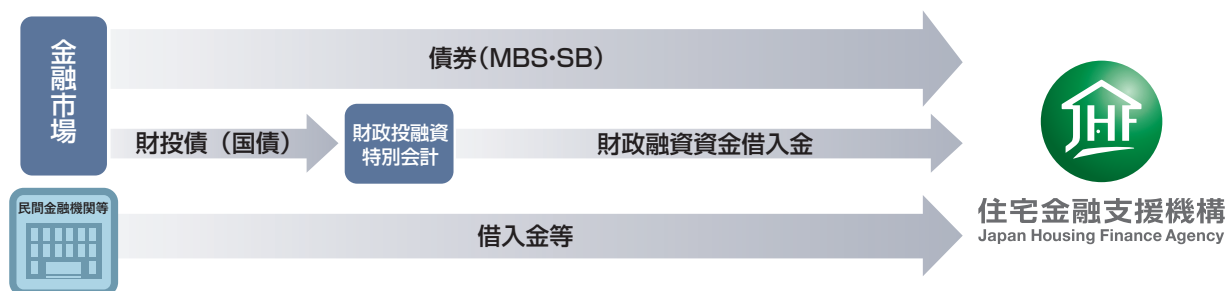 金融市場
債券（MBS・SB）
財投債（国債）
財政投融資
特別会計
財政融資資金借入金
民間金融機関等
借入金等
JHF
住宅金融支援機構
Japan Housing Finance Agency